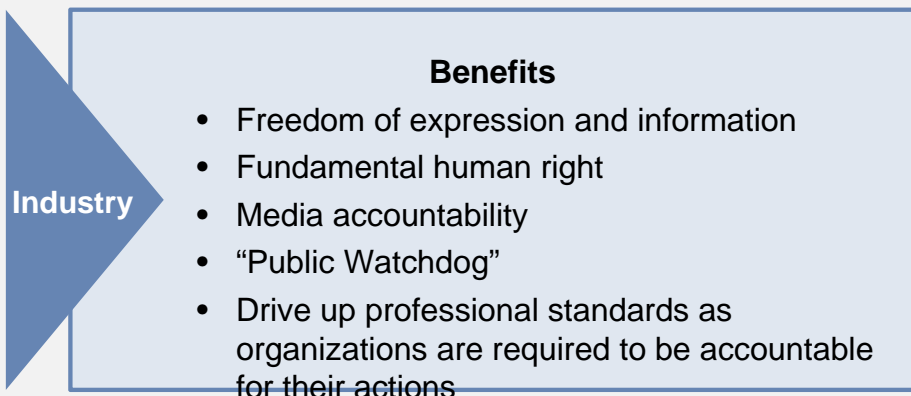 Benefits
• Freedom of expression and information
• Fundamental human right
Industry
• Media accountability
• “Public Watchdog”
• Drive up professional standards as
organizations are required to be accountable
for their actions